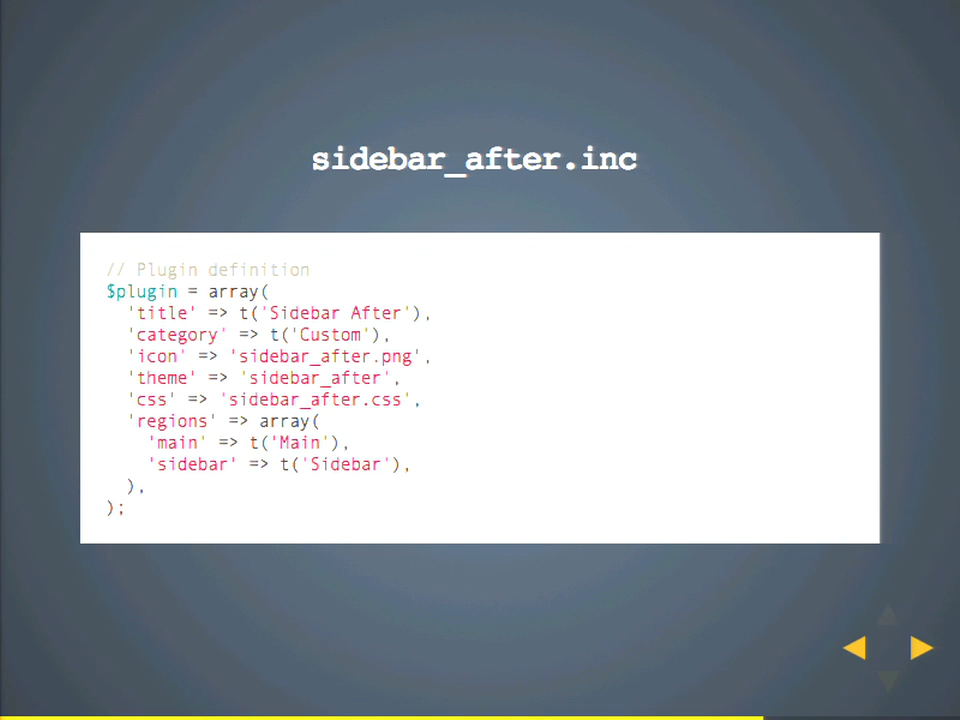 sidebar_after.inc
// Plugin definition
$plugin = array(
  'title' => t('Sidebar After'),
  'category' => t('Custom'),
  'icon' => 'sidebar_after.png',
  'theme' => 'sidebar_after',
  'css' => 'sidebar_after.css',
  'regions' => array(
    'main' => t('Main'),
    'sidebar' => t('Sidebar'),
  ),
);